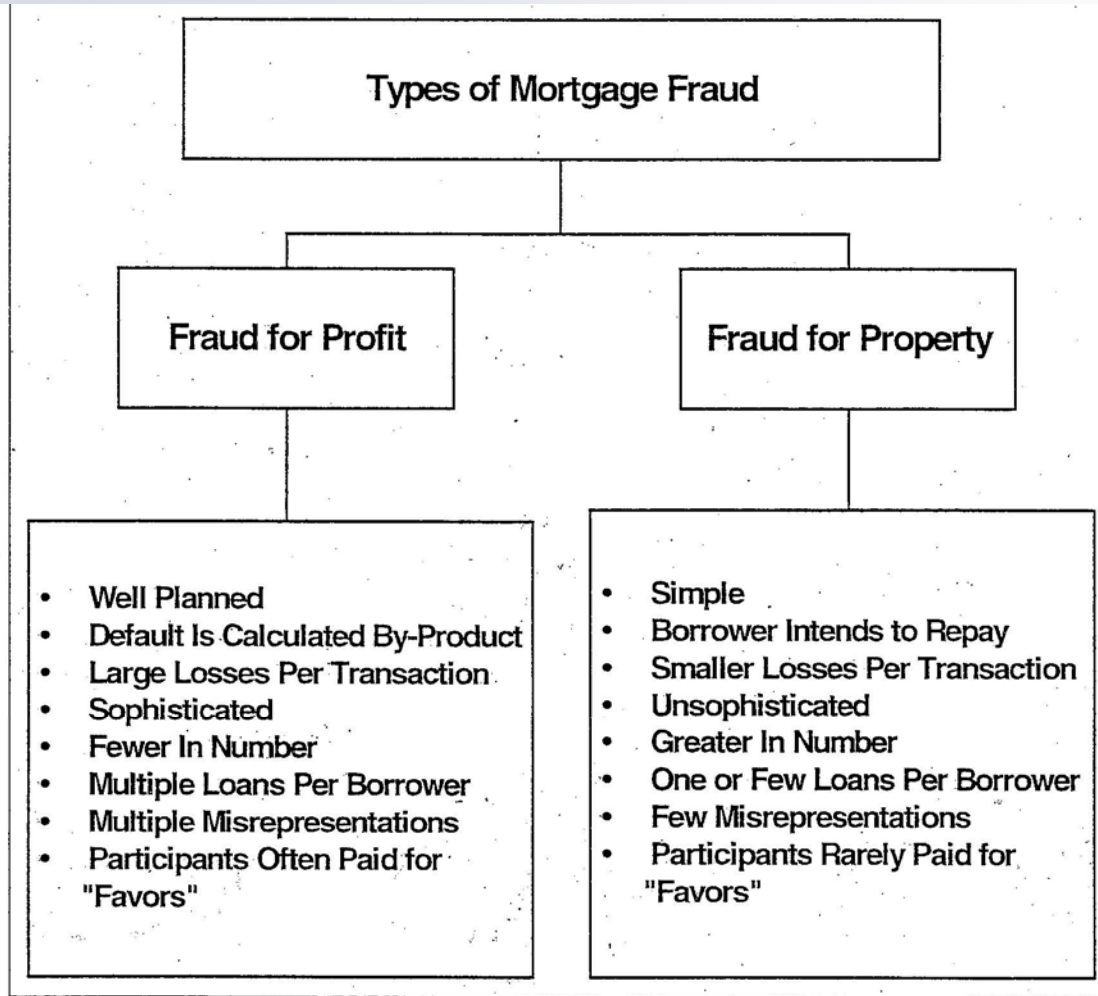 Types of Mortgage Fraud
Fraud for Profit
Fraud for Property
• Well Planned
• Default Is Calculated By-Product
• Large Losses Per Transaction
• Sophisticated
• Fewer In Number
• Multiple Loans Per Borrower
• Multiple Misrepresentations
• Participants Often Paid for
"Favors"
• Simple
• Borrower Intends to Repay
• Smaller Losses Per Transaction
• Unsophisticated
• Greater In Number
• One or Few Loans Per Borrower
• Few Misrepresentations
• Participants Rarely Paid for
"Favors"